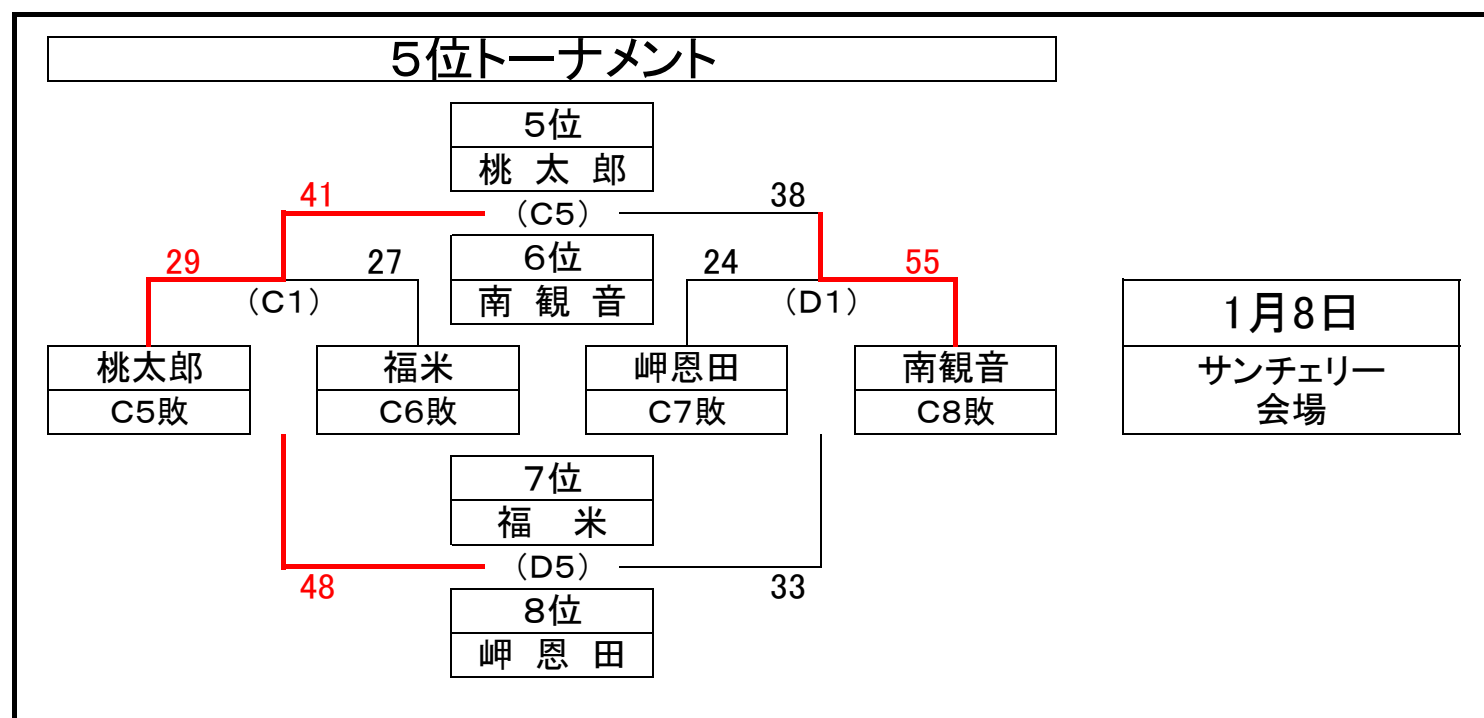 5位トーナメント
5位
桃 太 郎
41
(C5)
38
29
27
6位
24
55
(C1)
南 観 音
(D1)
1月8日
桃太郎
福米
岬恩田
南観音
サンチェリー
C5敗
C6敗
C7敗
C8敗
会場
7位
福 米
(D5)
48
33
8位
岬 恩 田